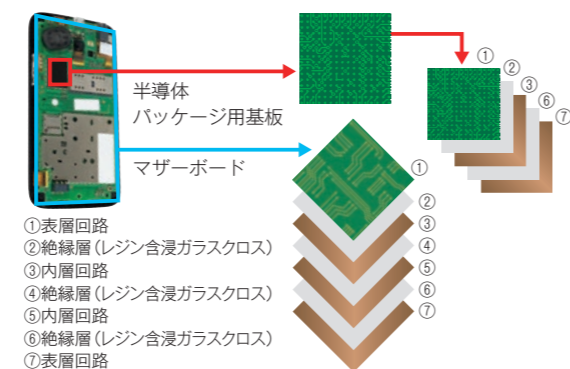 半導体
パッケージ用基板
マザーボード
①表層回路
②絶縁層（レジン含浸ガラスクロス）
③内層回路
④絶縁層（レジン含浸ガラスクロス）
⑤内層回路
⑥絶縁層（レジン含浸ガラスクロス）
⑦表層回路
①
②
③
④
⑤
⑥
⑦
①
②
③
⑥
⑦